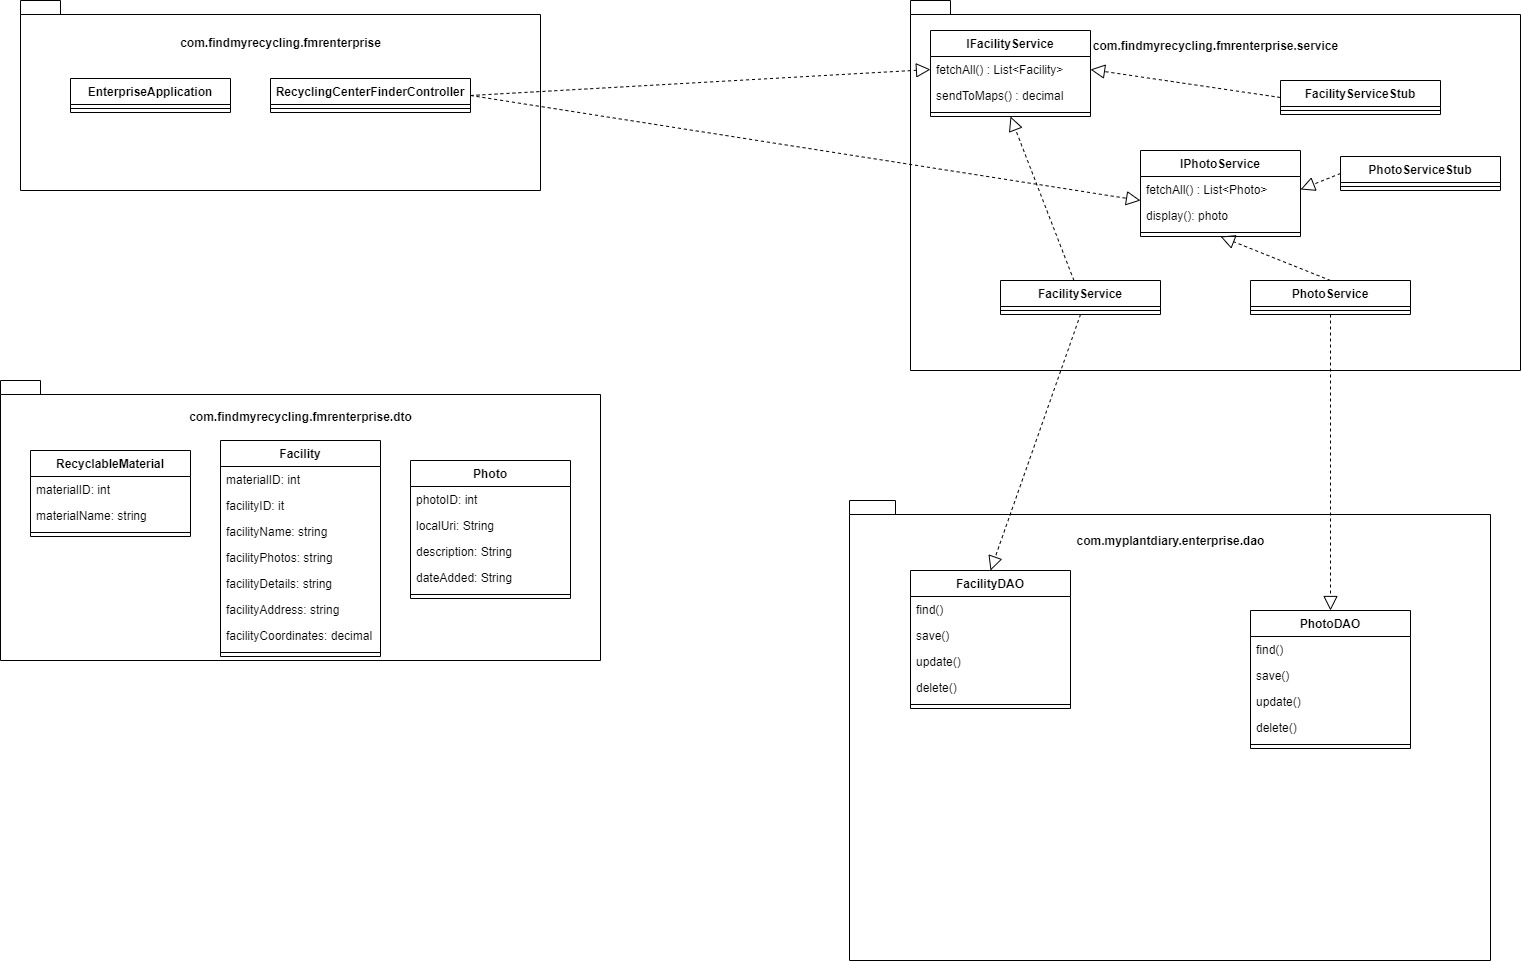 com.findmyrecycling.fmrenterprise
EnterpriseApplication
RecyclingCenterFinderController
com.findmyrecycling.fmrenterprise.service
IFacilityService
fetchAll() : List<Facility>
sendToMaps() : decimal
FacilityServiceStub
IPhotoService
fetchAll() : List<Photo>
display(): photo
PhotoServiceStub
FacilityService
PhotoService
com.findmyrecycling.fmrenterprise.dto
RecyclableMaterial
materialID: int
materialName: string
Facility
materialID: int
facilityID: it
facilityName: string
facilityPhotos: string
facilityDetails: string
facilityAddress: string
facilityCoordinates: decimal
Photo
photoID: int
localUri: String
description: String
dateAdded: String
com.myplantdiary.enterprise.dao
FacilityDAO
find()
save()
update()
delete()
PhotoDAO
find()
save()
update()
delete()